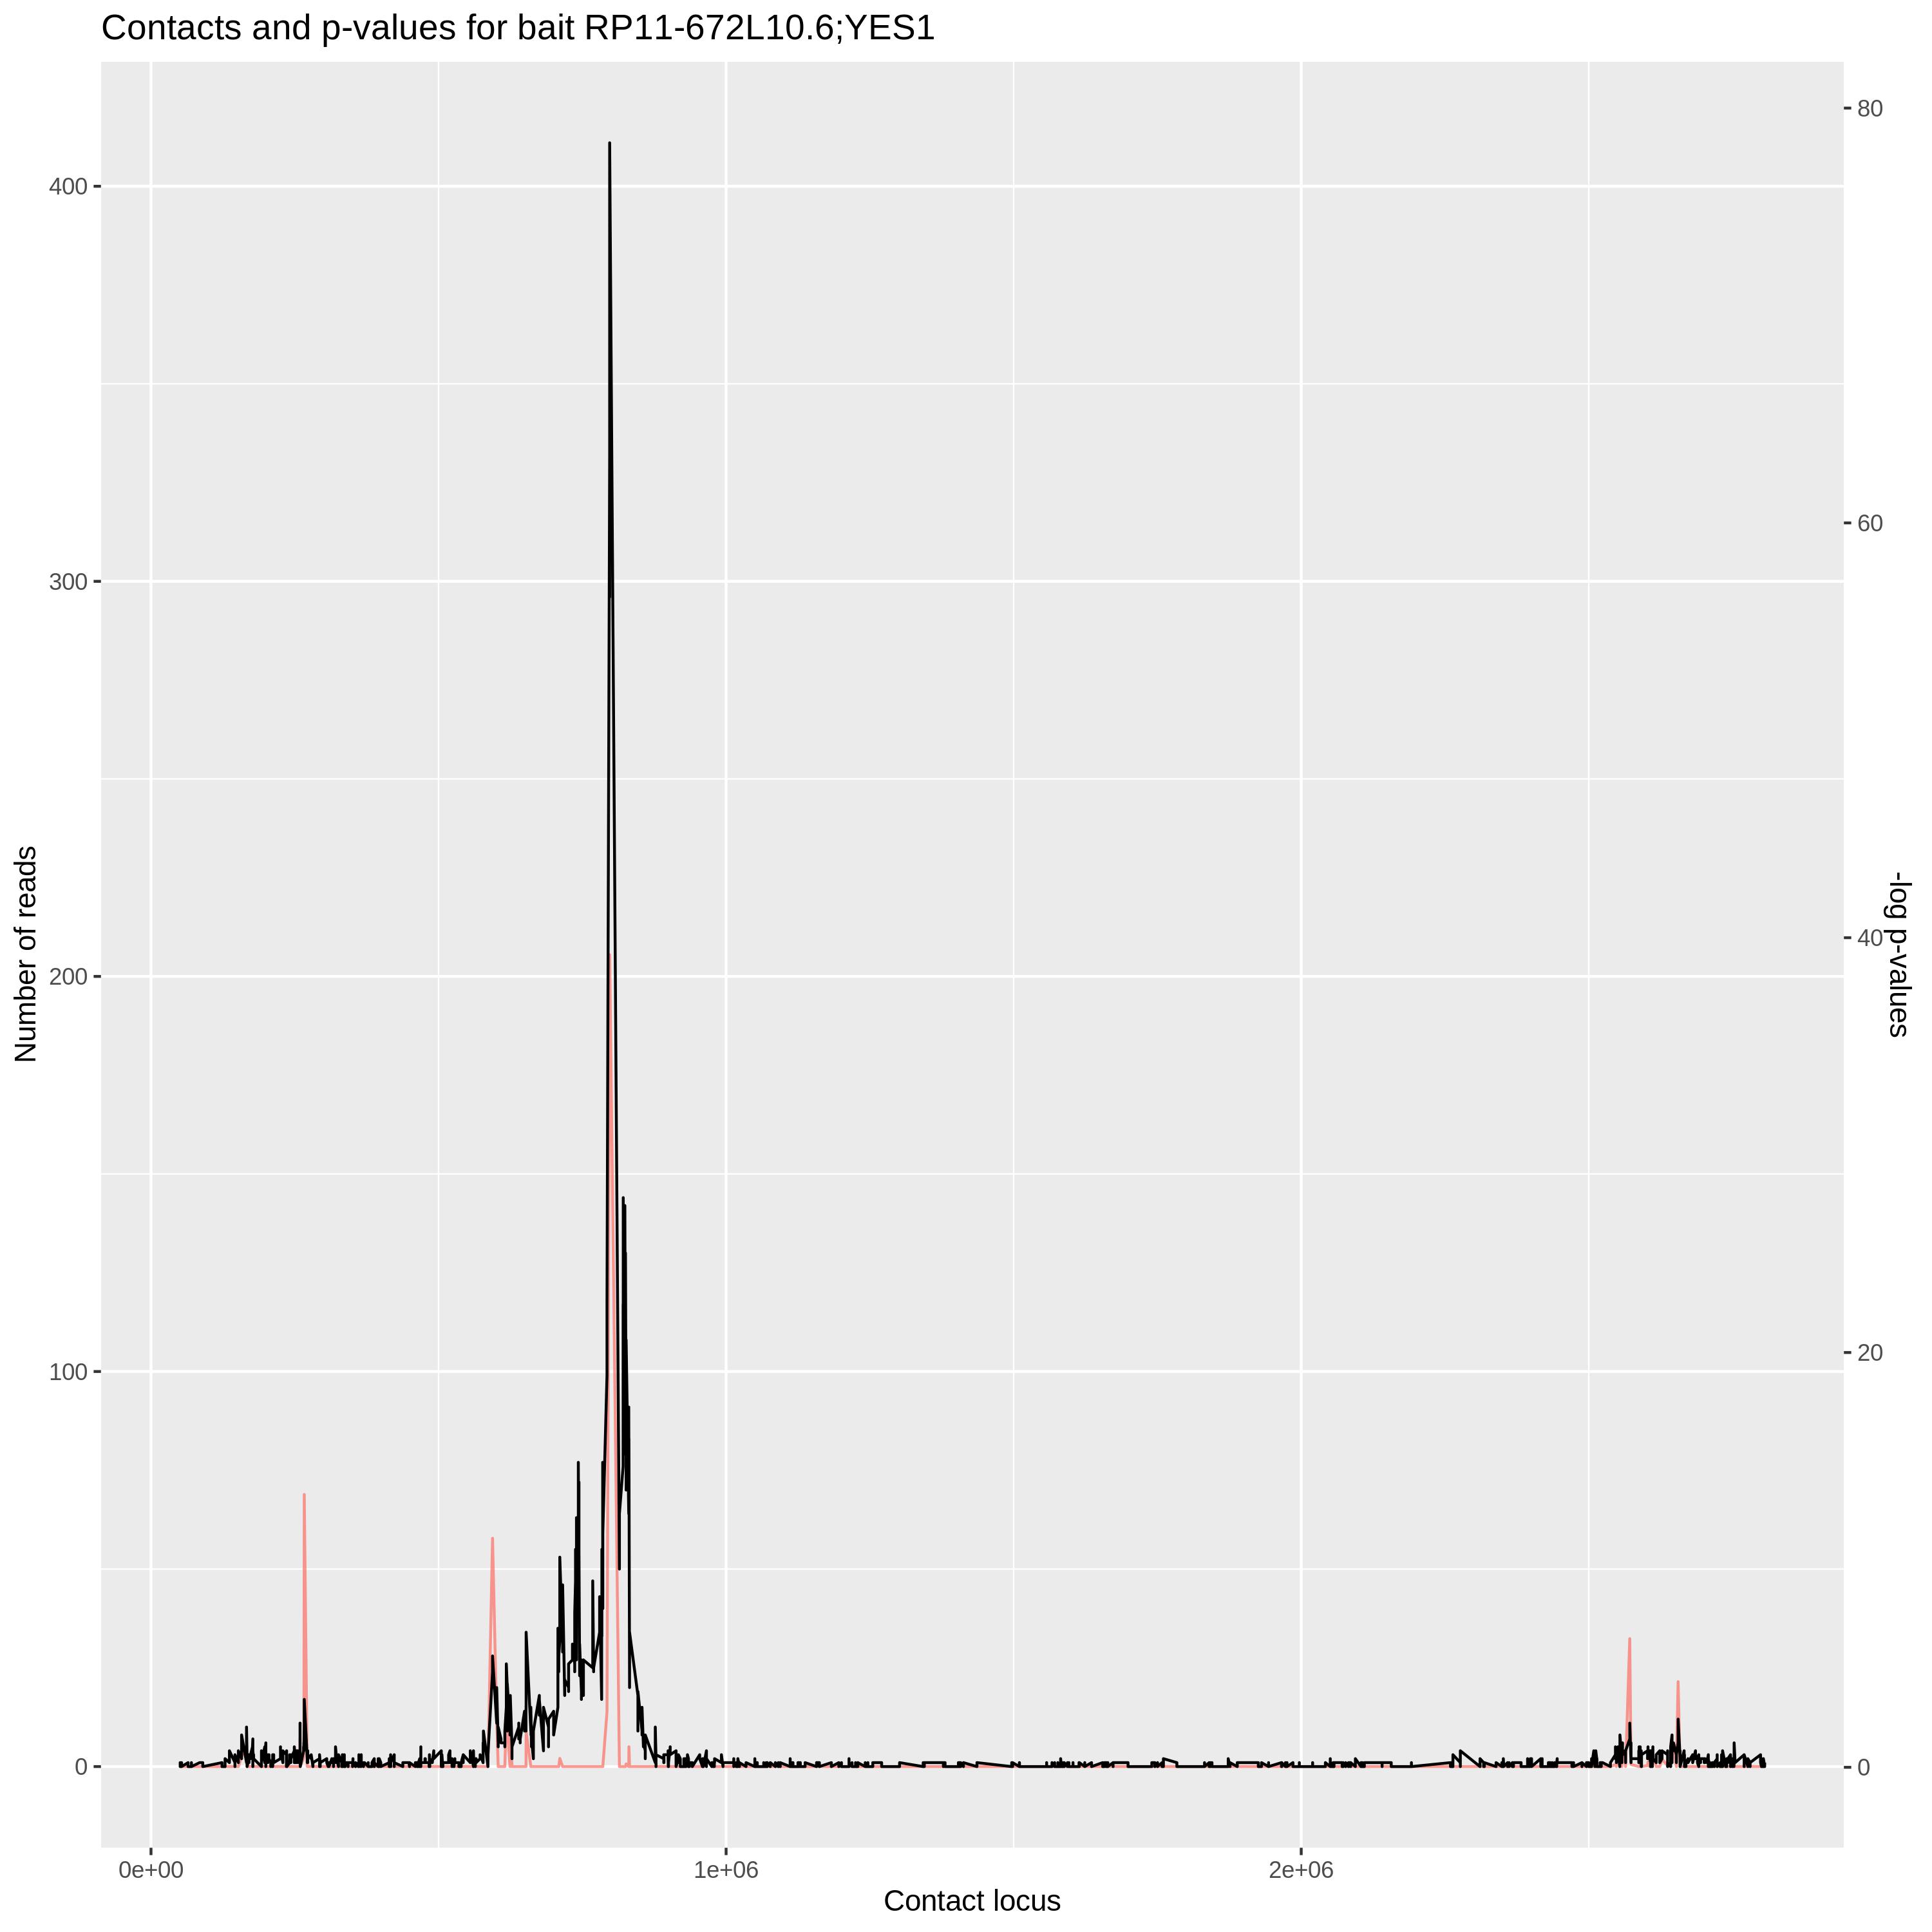 Contacts and p-values for bait RP11-672L10.6;YES1
Number of reads
400
300
200
100
0
80
60
40
20
0
-log p-values
0e+00
1e+06
2e+06
Contact locus